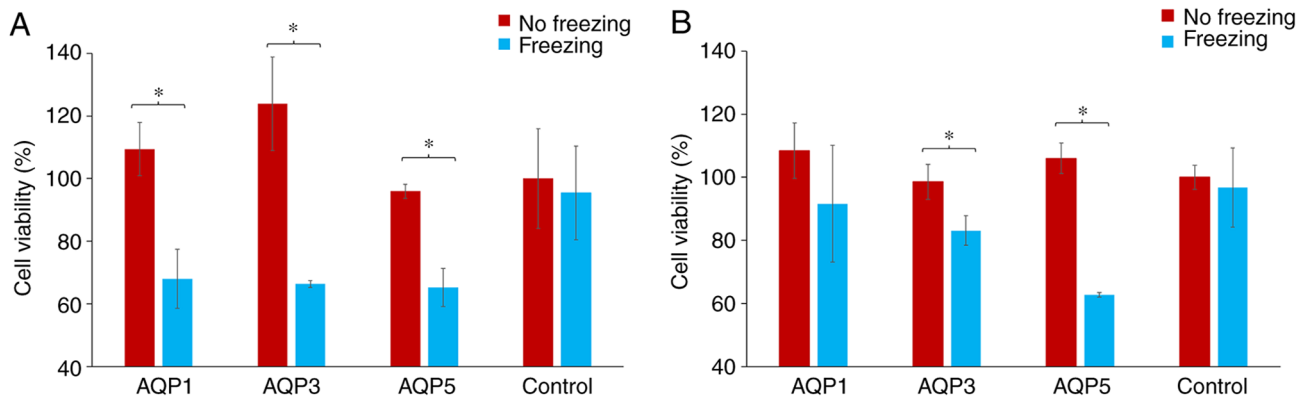 A
No freezing
Freezing
Cell viability (%)
140
120
100
80
60
40
*
*
*
AQP1
AQP3
AQP5
Control
B
No freezing
Freezing
Cell viability (%)
140
120
100
80
60
40
*
*
AQP1
AQP3
AQP5
Control